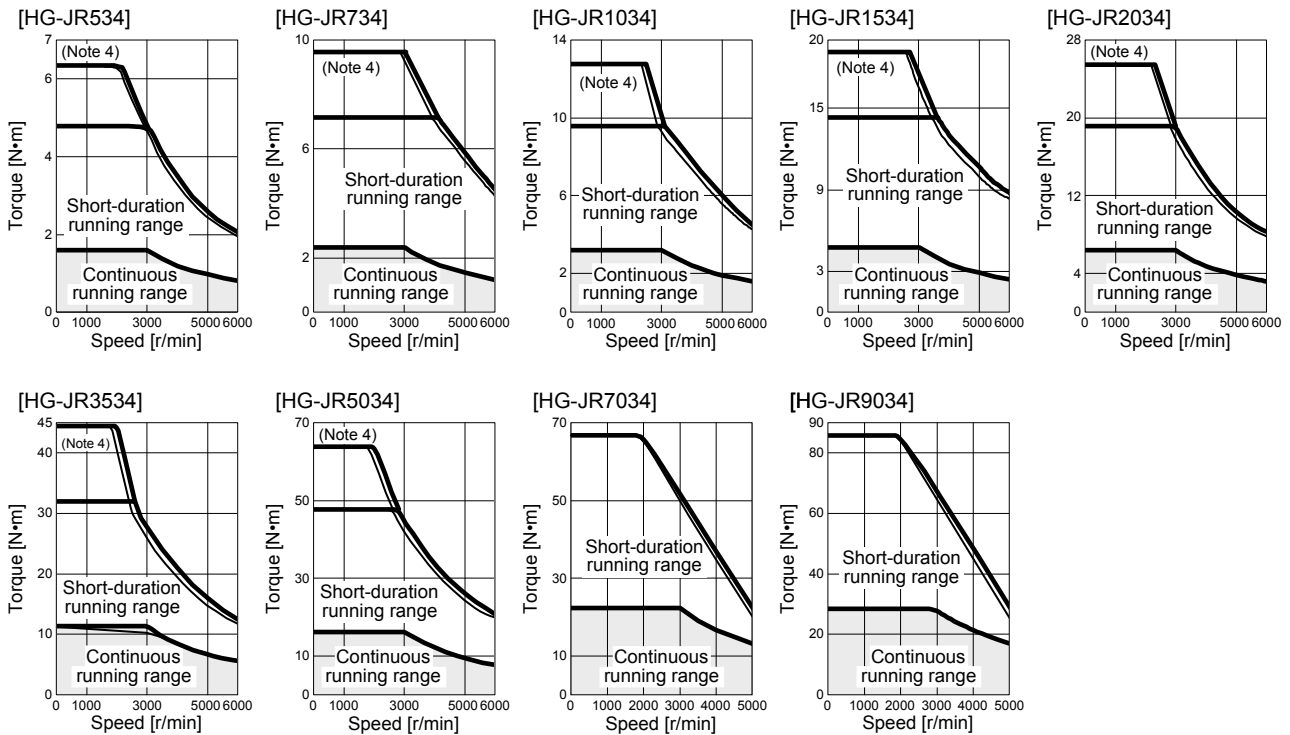 [HG-JR534]
7
6
4
2
0
Torque [N•m]
(Note 4)
Short-duration
running range
Continuous
running range
0 1000 3000 5000 6000
Speed [r/min]
[HG-JR734]
10
6
2
0
Torque [N•m]
(Note 4)
Short-duration
running range
Continuous
running range
0 1000 3000 5000 6000
Speed [r/min]
[HG-JR1034]
14
10
6
2
0
Torque [N•m]
(Note 4)
Short-duration
running range
Continuous
running range
0 1000 3000 5000 6000
Speed [r/min]
[HG-JR1534]
20
15
9
3
0
Torque [N•m]
(Note 4)
Short-duration
running range
Continuous
running range
0 1000 3000 5000 6000
Speed [r/min]
[HG-JR2034]
28
20
12
4
0
Torque [N•m]
(Note 4)
Short-duration
running range
Continuous
running range
0 1000 3000 5000 6000
Speed [r/min]
[HG-JR3534]
45
40
30
20
10
0
Torque [N•m]
(Note 4)
Short-duration
running range
Continuous
running range
0 1000 3000 5000 6000
Speed [r/min]
[HG-JR5034]
70
50
30
10
0
Torque [N•m]
(Note 4)
Short-duration
running range
Continuous
running range
0 1000 3000 5000 6000
Speed [r/min]
[HG-JR7034]
70
50
30
10
0
Torque [N•m]
Short-duration
running range
Continuous
running range
0 1000 2000 3000 4000 5000
Speed [r/min]
[HG-JR9034]
90
80
60
40
20
0
Torque [N•m]
Short-duration
running range
Continuous
running range
0 1000 2000 3000 4000 5000
Speed [r/min]